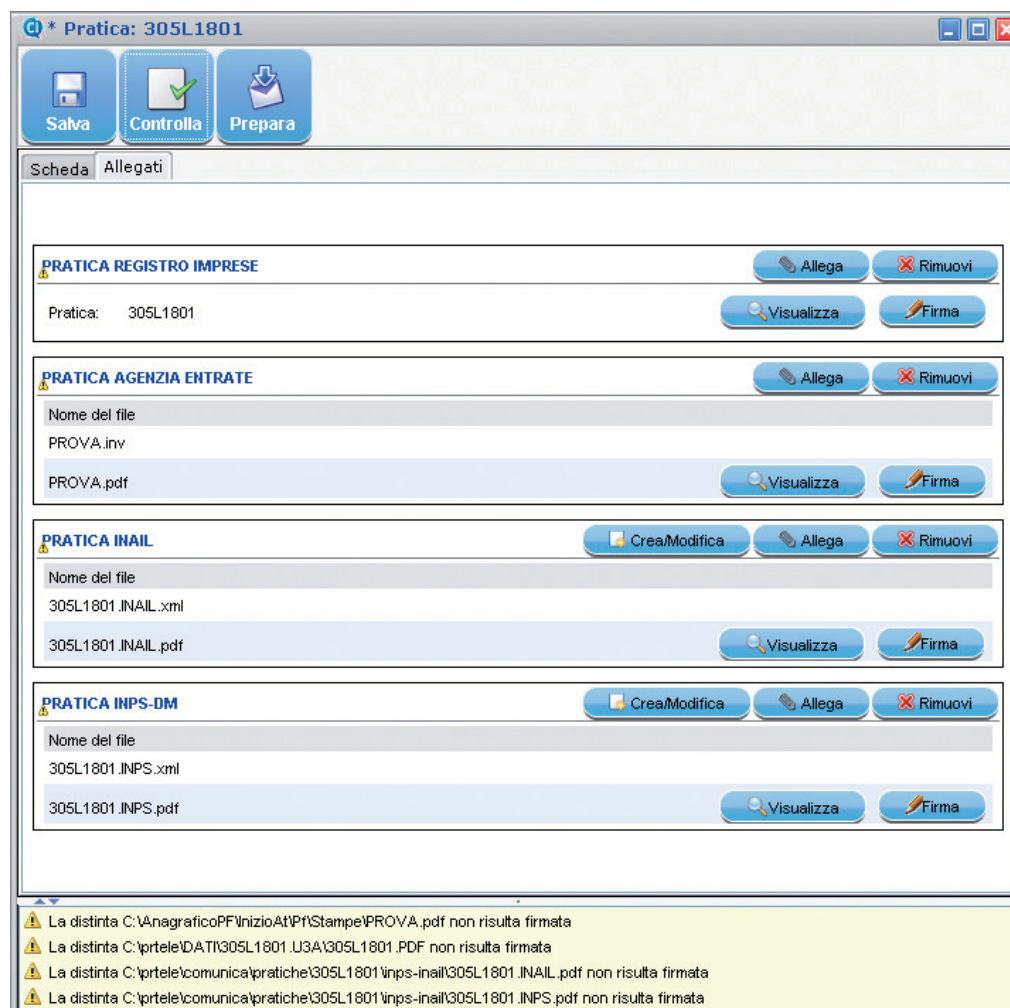 CI * Pratica: 305L1801
Salva Controlla Prepara
Scheda Allegati
PRATICA REGISTRO IMPRESE Allega Rimuovi
Pratica: 305L1801 Visualizza Firma
PRATICA AGENZIA ENTRATE Allega Rimuovi
Nome del file
PROVA.inv
PROVA.pdf Visualizza Firma
PRATICA INAIL Crea/Modifica Allega Rimuovi
Nome del file
305L1801.INAIL.xml
305L1801.INAIL.pdf Visualizza Firma
PRATICA INPS-DM Crea/Modifica Allega Rimuovi
Nome del file
305L1801.INPS.xml
305L1801.INPS.pdf Visualizza Firma
La distinta C:\AnagraficoPF\InizioAt\Pf\Stampe\PROVA.pdf non risulta firmata
La distinta C:\prtele\DATI\305L1801.U3A\305L1801.PDF non risulta firmata
La distinta C:\prtele\comunica\pratiche\305L1801\inps-inail\305L1801.INAIL.pdf non risulta firmata
La distinta C:\prtele\comunica\pratiche\305L1801\inps-inail\305L1801.INPS.pdf non risulta firmata